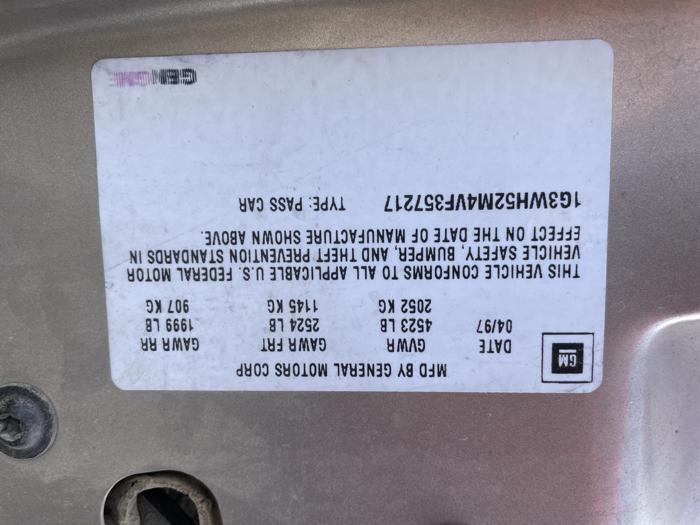 GM
MFD BY GENERAL MOTORS CORP
DATE GVWR GAWR FRT GAWR RR
04/97 4523 LB 2524 LB 1999 LB
2052 KG 1145 KG 907 KG
THIS VEHICLE CONFORMS TO ALL APPLICABLE U.S. FEDERAL MOTOR
VEHICLE SAFETY, BUMPER, AND THEFT PREVENTION STANDARDS IN
EFFECT ON THE DATE OF MANUFACTURE SHOWN ABOVE.
1G3WH52M4VF357217 TYPE: PASS CAR